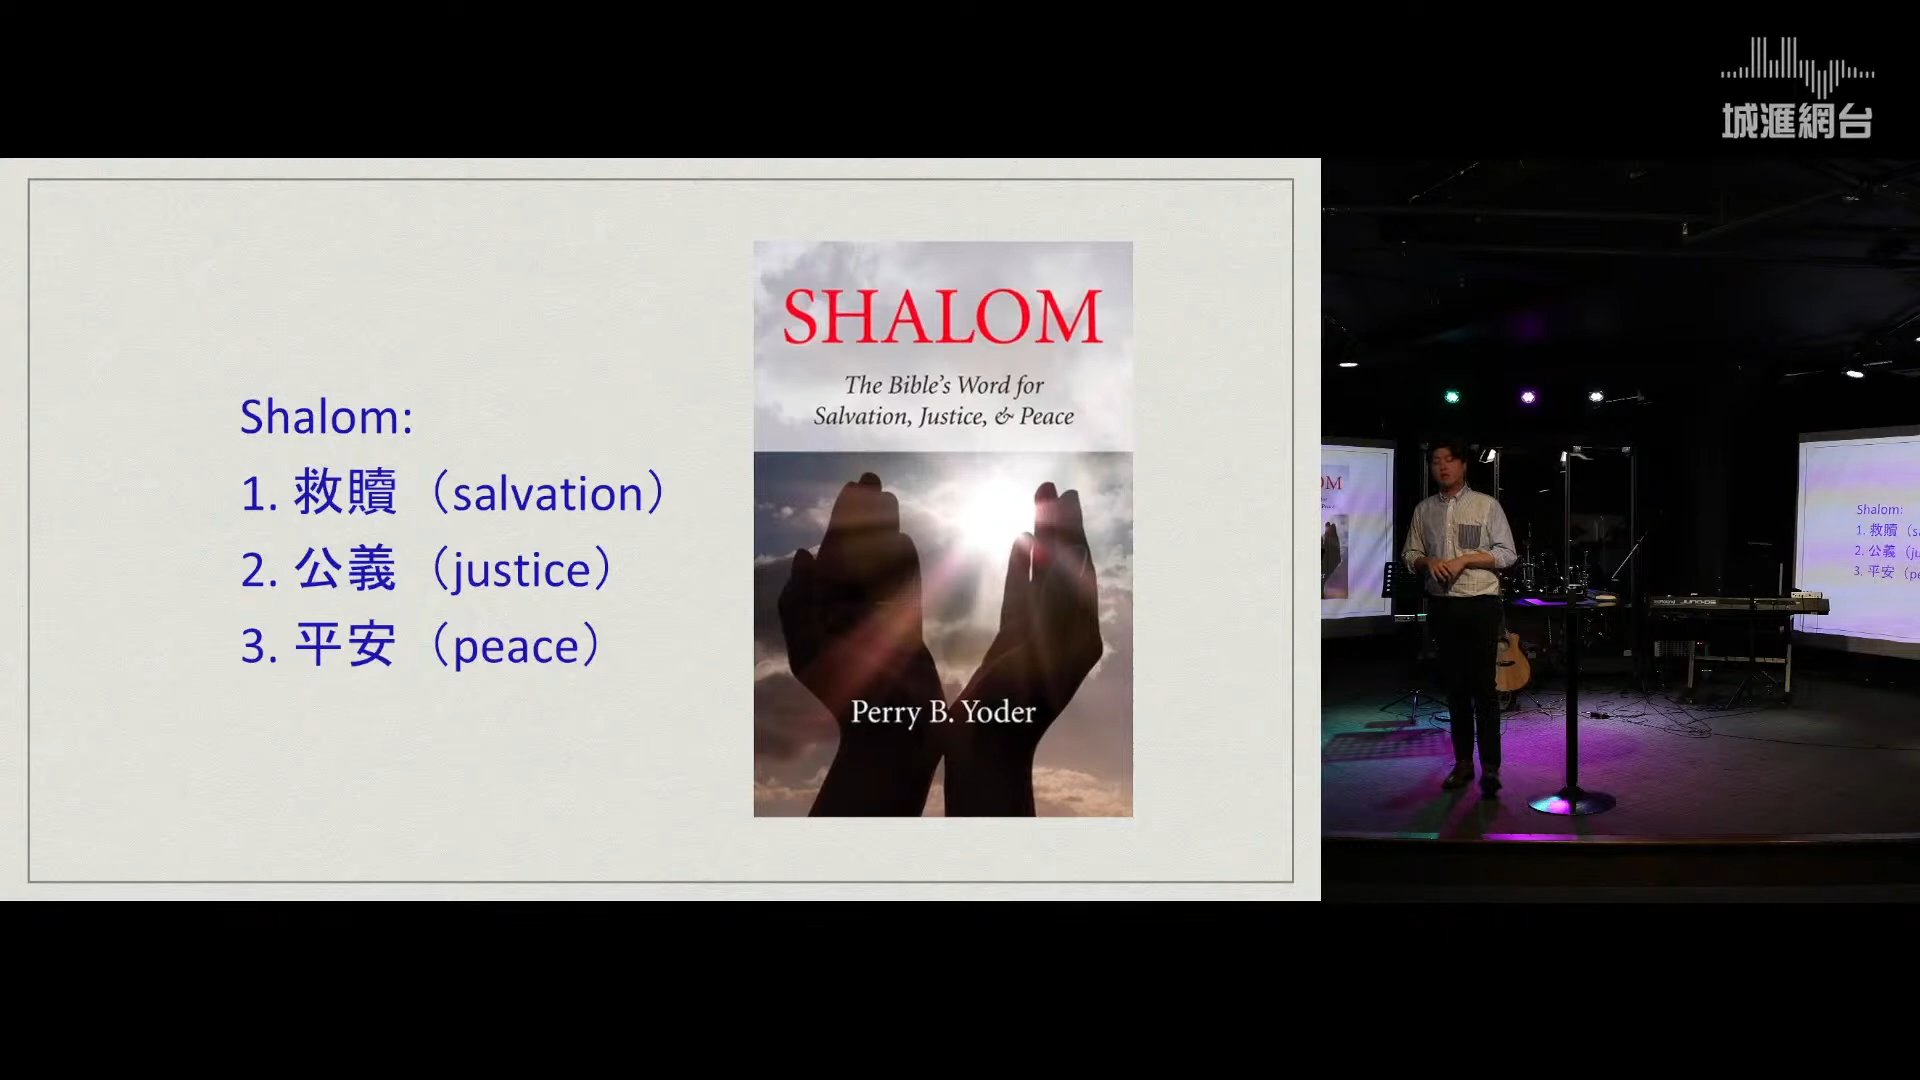 城滙網台
Shalom:
1. 救贖（salvation）
2. 公義（justice）
3. 平安（peace）
SHALOM
The Bible’s Word for
Salvation, Justice, & Peace
Perry B. Yoder
Shalom:
1. 救贖
2. 公義
3. 平安